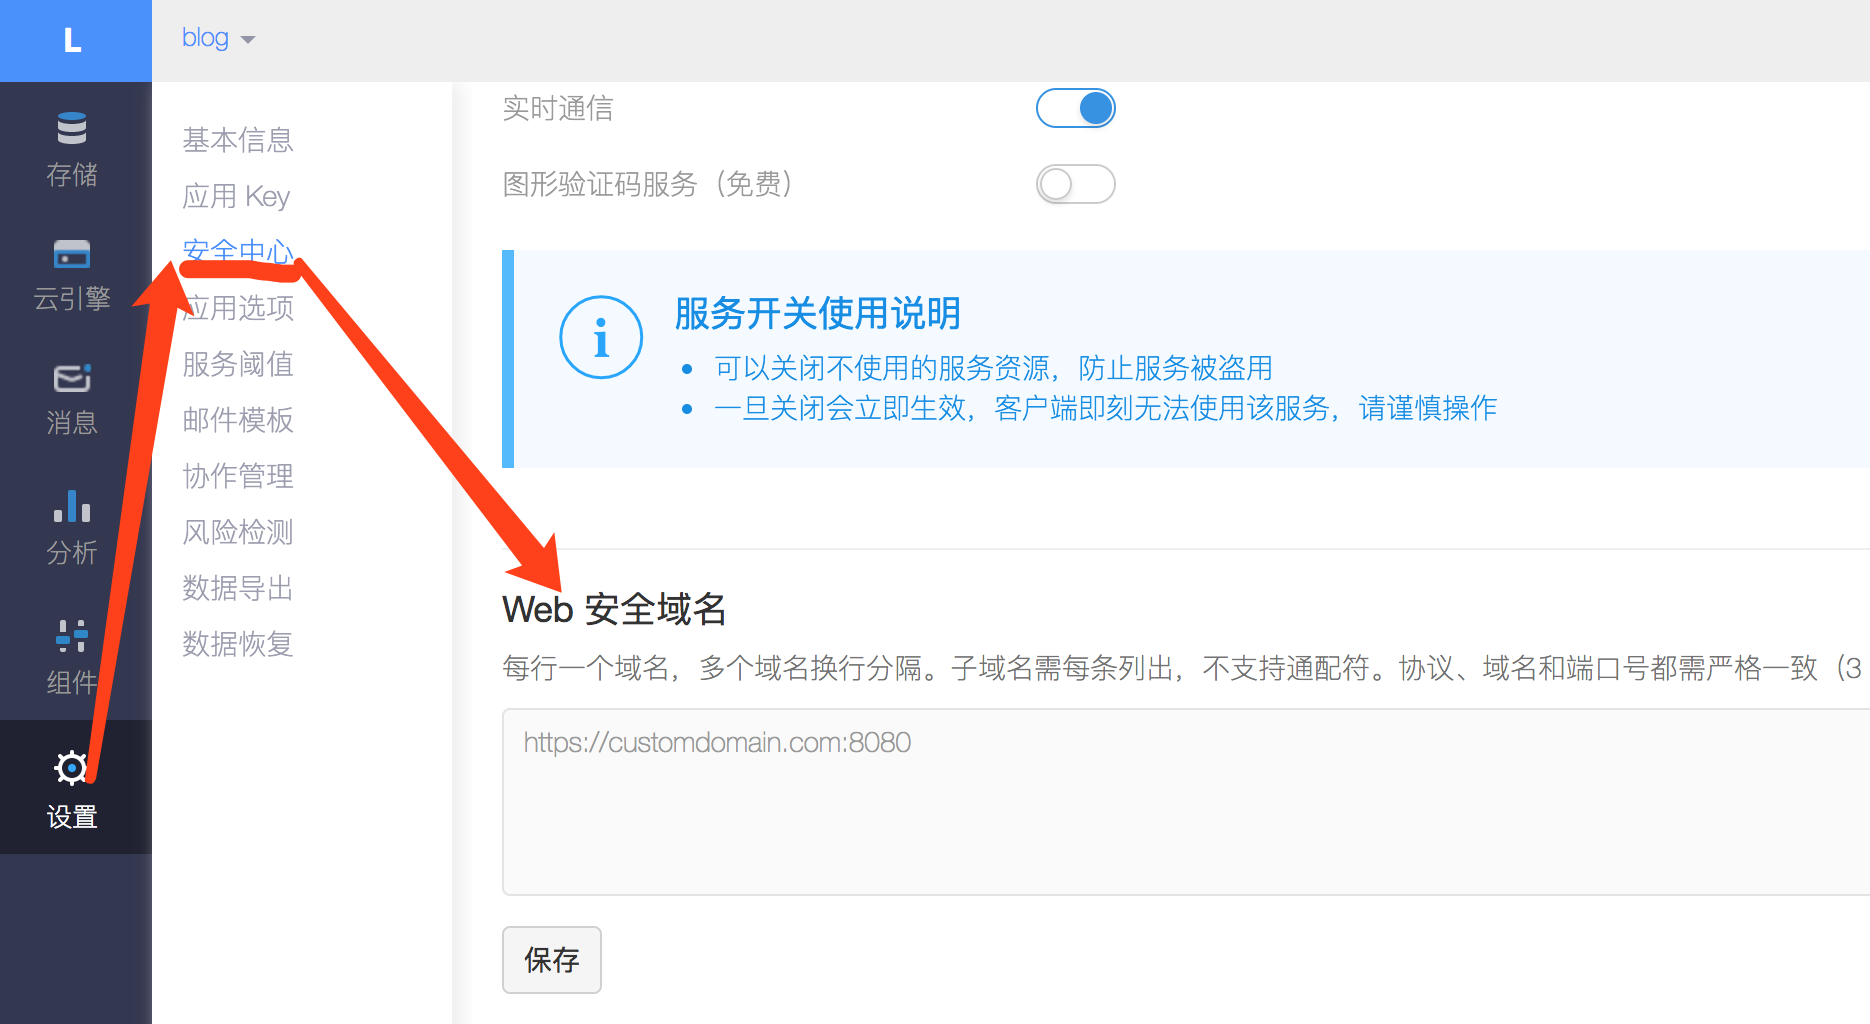 L
blog
存储
云引擎
消息
分析
组件
设置
基本信息
应用 Key
安全中心
应用选项
服务阈值
邮件模板
协作管理
风险检测
数据导出
数据恢复
实时通信
图形验证码服务（免费）
服务开关使用说明
可以关闭不使用的服务资源，防止服务被盗用
一旦关闭会立即生效，客户端即刻无法使用该服务，请谨慎操作
Web 安全域名
每行一个域名，多个域名换行分隔。子域名需每条列出，不支持通配符。协议、域名和端口号都需严格一致（3
https://customdomain.com:8080
保存